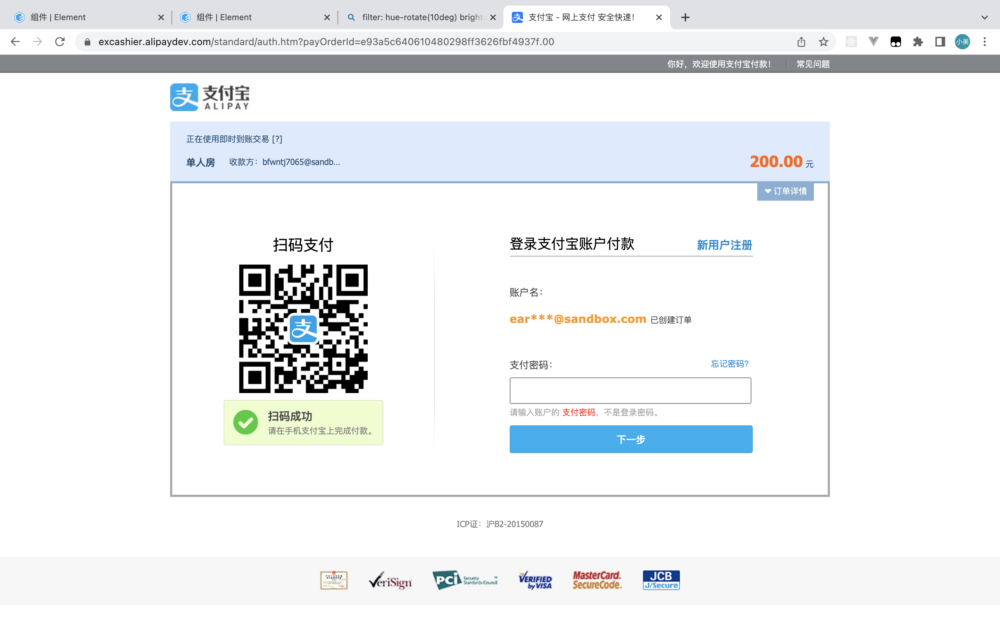 组件 | Element
组件 | Element
filter: hue-rotate(10deg) bright
支付宝 - 网上支付 安全快速!
excashier.alipaydev.com/standard/auth.htm?payOrderId=e93a5c640610480298ff3626fbf4937f.00
小美
你好，欢迎使用支付宝付款！
常见问题
支 支付宝
ALIPAY
正在使用即时到账交易 [?]
单人房 收款方：bfwntj7065@sandb...
200.00 元
订单详情
扫码支付
登录支付宝账户付款
新用户注册
账户名：
ear***@sandbox.com 已创建订单
支
支付密码：
忘记密码?
请输入账户的 支付密码，不是登录密码。
扫码成功
请在手机支付宝上完成付款。
下一步
ICP证：沪B2-20150087
VeriSign
PCi Security Standards Council
VERIFIED by VISA
MasterCard. SecureCode.
JCB J/Secure